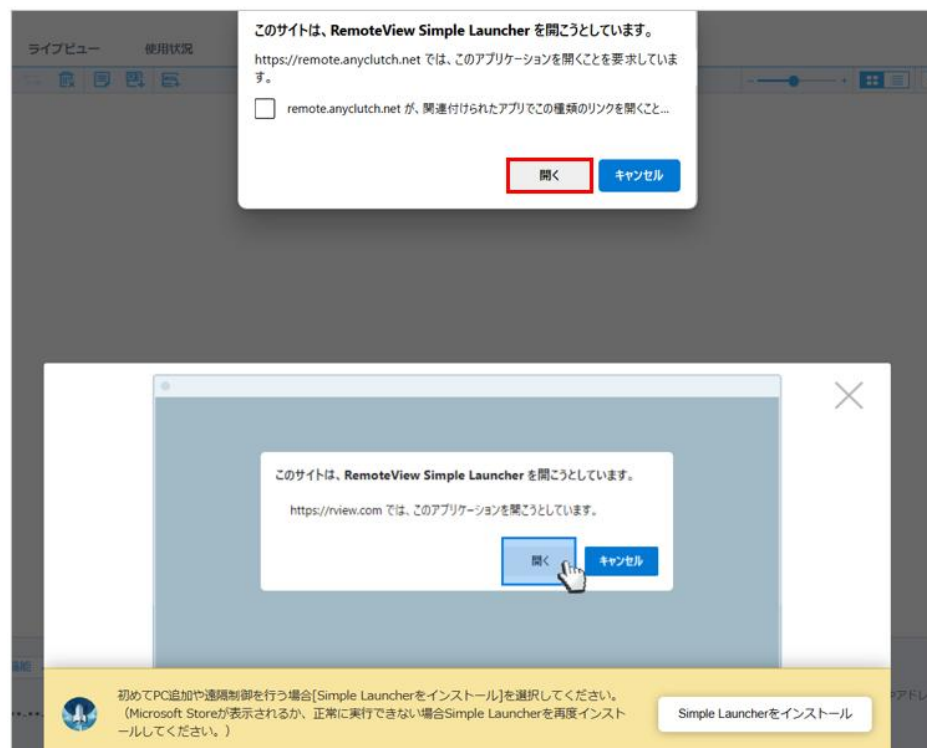 このサイトは、RemoteView Simple Launcher を開こうとしています。
ライブビュー 使用状況
https://remote.anyclutch.net では、このアプリケーションを開くことを要求していま
す。
remote.anyclutch.net が、関連付けられたアプリでこの種類のリンクを開くこと...
開く キャンセル
このサイトは、RemoteView Simple Launcher を開こうとしています。
https://rview.com では、このアプリケーションを開こうとしています。
開く キャンセル
初めてPC追加や遠隔制御を行う場合[Simple Launcherをインストール]を選択してください。
（Microsoft Storeが表示されるか、正常に実行できない場合Simple Launcherを再度インスト
ールしてください。）
Simple Launcherをインストール